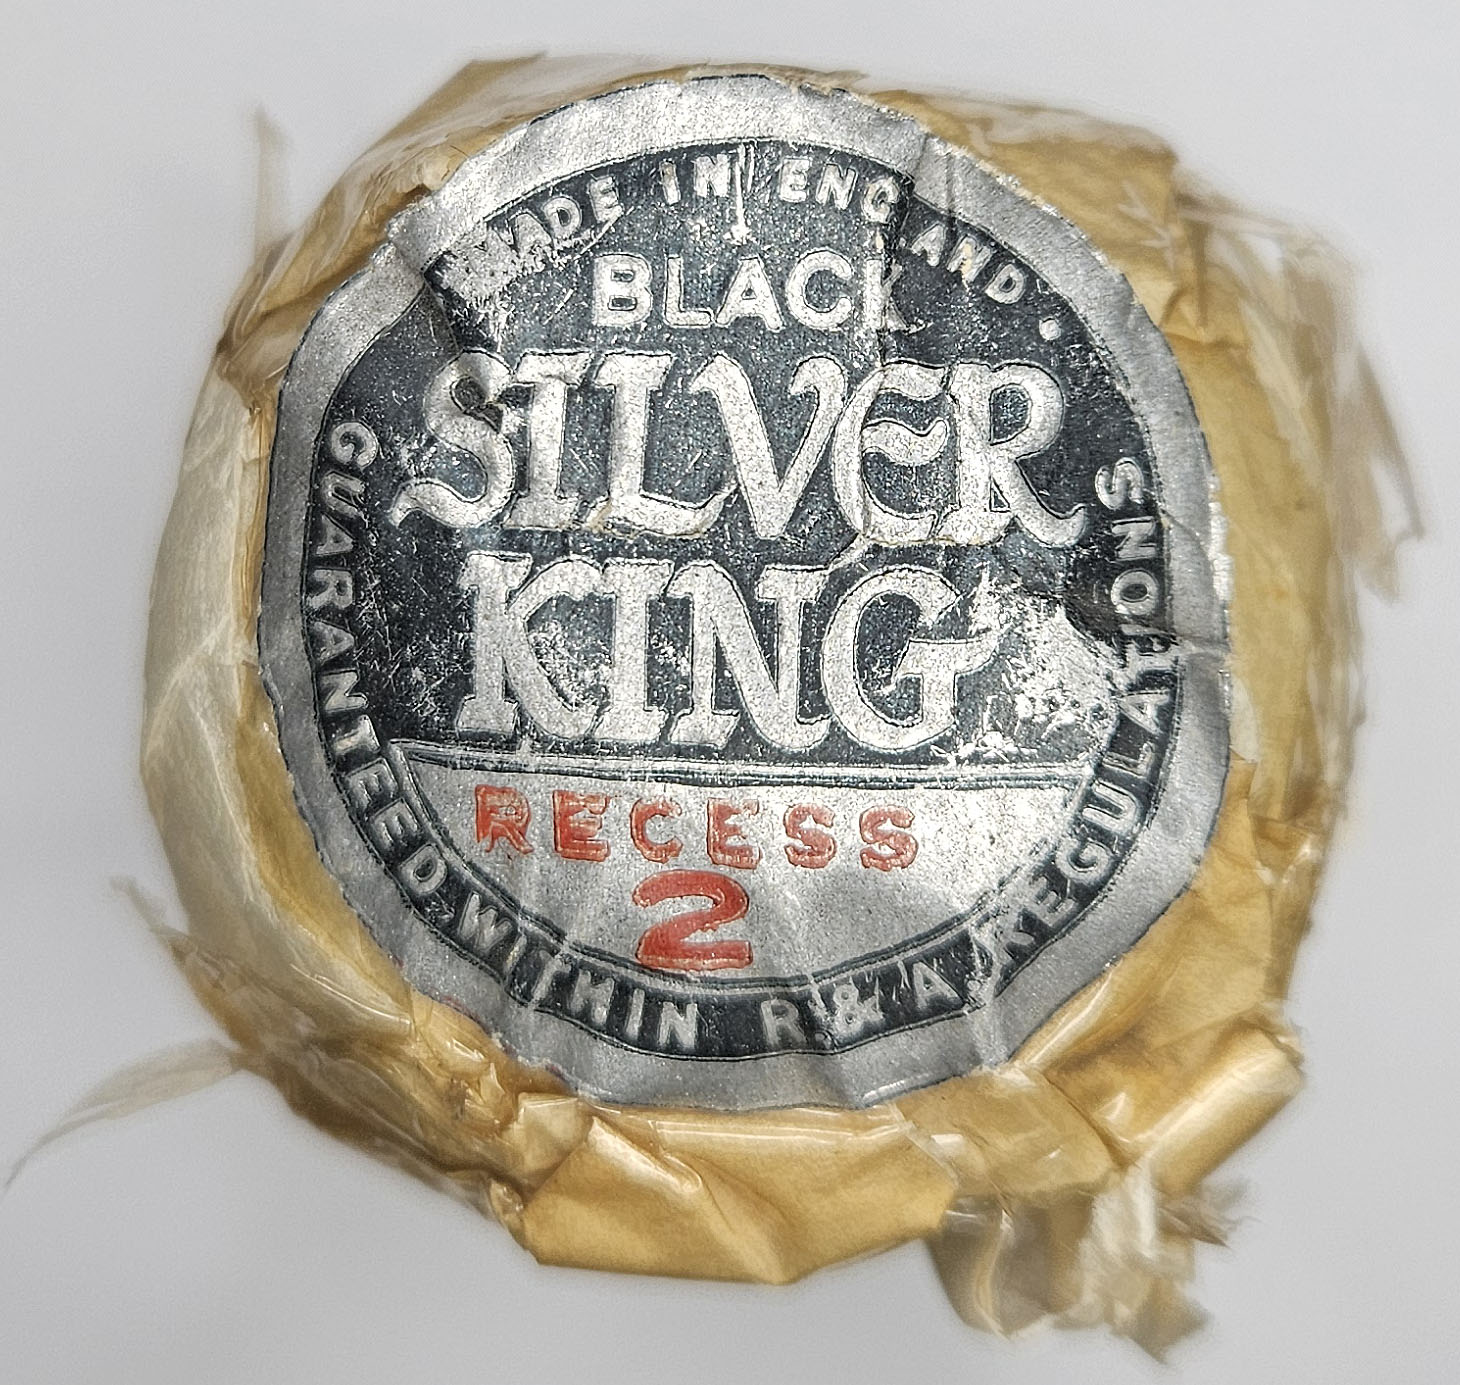 MADE IN ENGLAND.
BLACK
SILVER
KING
RECESS
2
GUARANTEED WITHIN R.&A. REGULATIONS